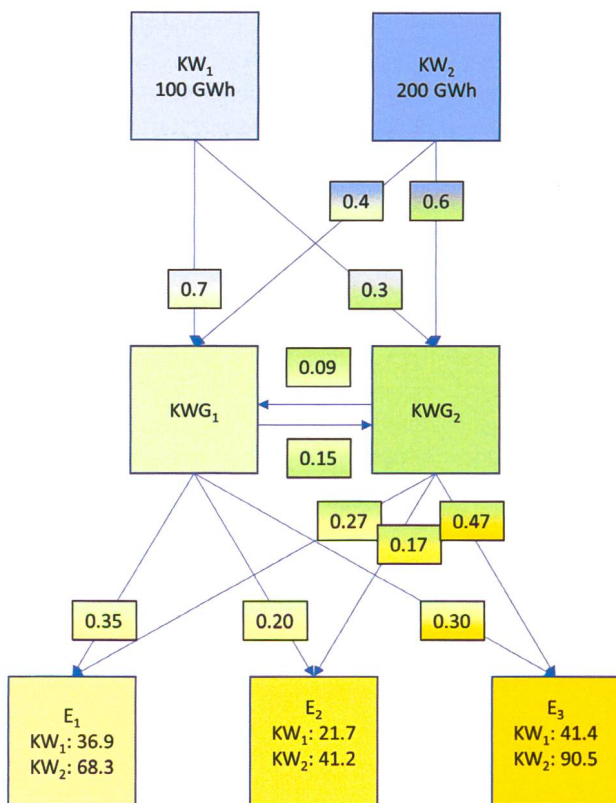 KW₁
100 GWh
KW₂
200 GWh
0.4
0.6
0.7
0.3
KWG₁
0.09
0.15
KWG₂
0.27
0.47
0.17
0.35
0.20
0.30
E₁
KW₁: 36.9
KW₂: 68.3
E₂
KW₁: 21.7
KW₂: 41.2
E₃
KW₁: 41.4
KW₂: 90.5